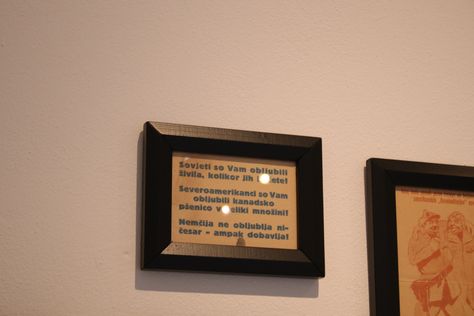 Sovjeti so Vam obljubili
živila, kolikor jih
Severoamerikanci so Vam
obljubili kanadsko
pšenico v veliki množini!
Nemčija ne obljublja ni-
česar - ampak dobavlja!